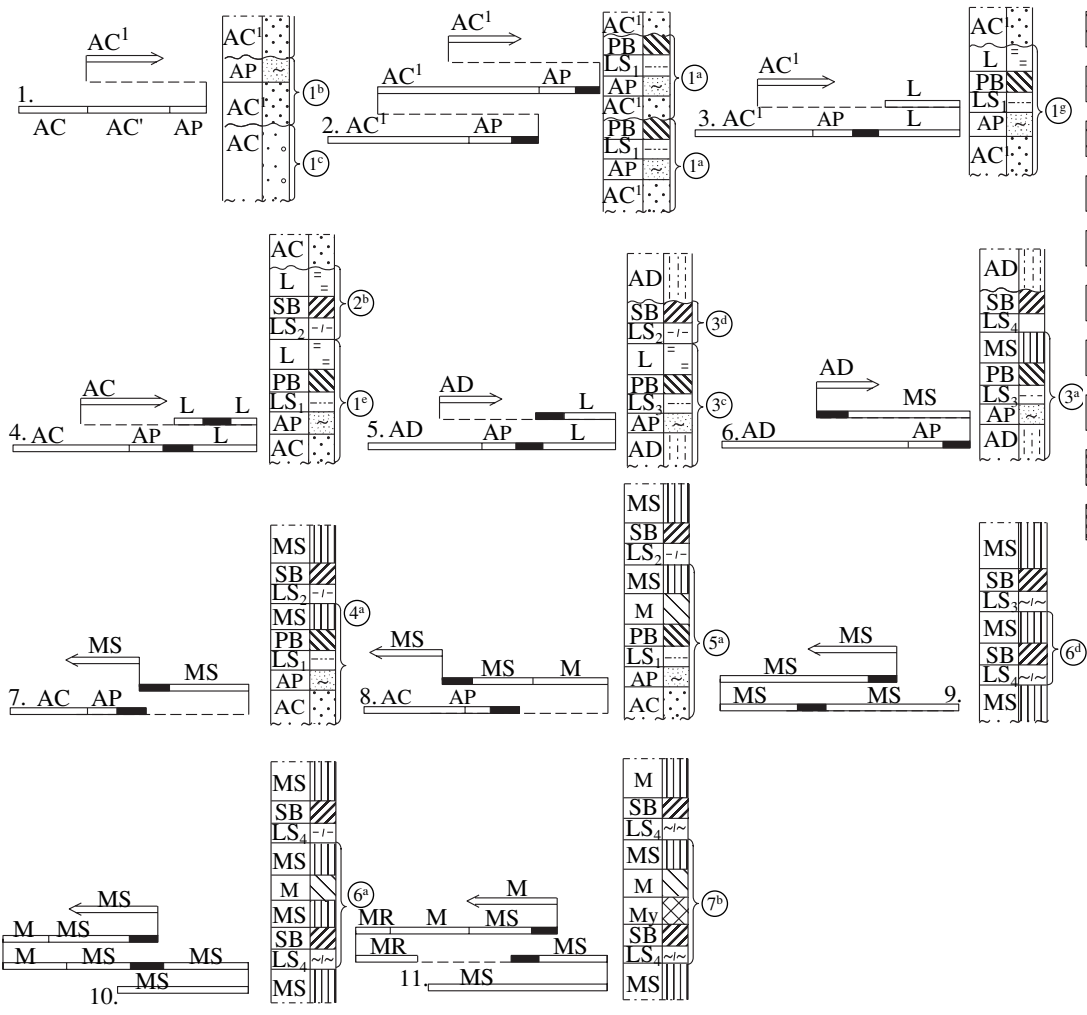 AC¹
1.
AC AC' AP
AC¹
AP
AC¹
AC
1ᵇ
1ᶜ
AC¹
AC¹ AP
2. AC¹ AP
AC¹
PB
LS₁
AP
AC¹
PB
LS₁
AP
AC¹
1ᵃ
1ᵃ
AC¹
L
3. AC¹ AP L
AC¹
L
PB
LS₁
AP
AC¹
1ᵍ
AC
L L
4. AC AP L
AC
L
SB
LS₂
L
PB
LS₁
AP
AC
2ᵇ
1ᵉ
AD
L
5. AD AP L
AD
SB
LS₂
L
PB
LS₃
AP
AD
3ᵈ
3ᶜ
AD
MS
6. AD AP
AD
SB
LS₄
MS
PB
LS₃
AP
AD
3ᵃ
MS
MS
7. AC AP
MS
SB
LS₂
MS
PB
LS₁
AP
AC
4ᵃ
MS
MS M
8. AC AP
MS
SB
LS₂
MS
M
PB
LS₁
AP
AC
5ᵃ
MS
MS
MS MS 9.
MS
SB
LS₃
MS
SB
LS₄
MS
6ᵈ
MS
M MS
M MS MS
MS
10.
MS
SB
LS₄
MS
M
MS
SB
LS₄
MS
6ᵃ
M
MR M MS
MR MS
11. MS
M
SB
LS₄
MS
M
Mv
SB
LS₄
MS
7ᵇ